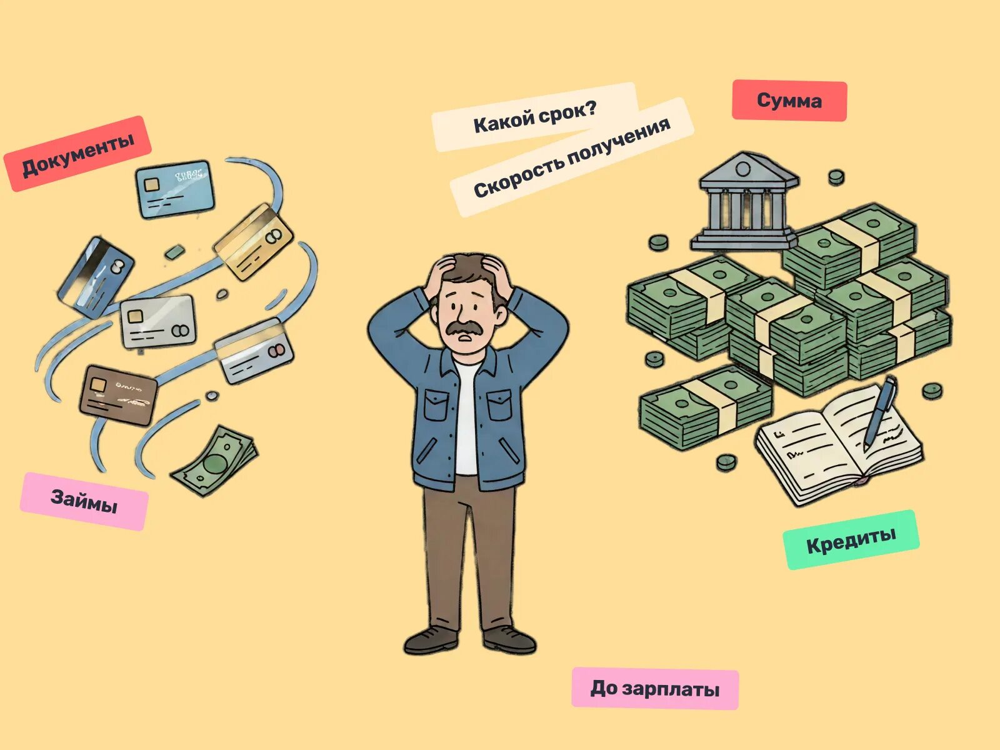 Документы
Какой срок?
Скорость получения
Сумма
Займы
Кредиты
До зарплаты